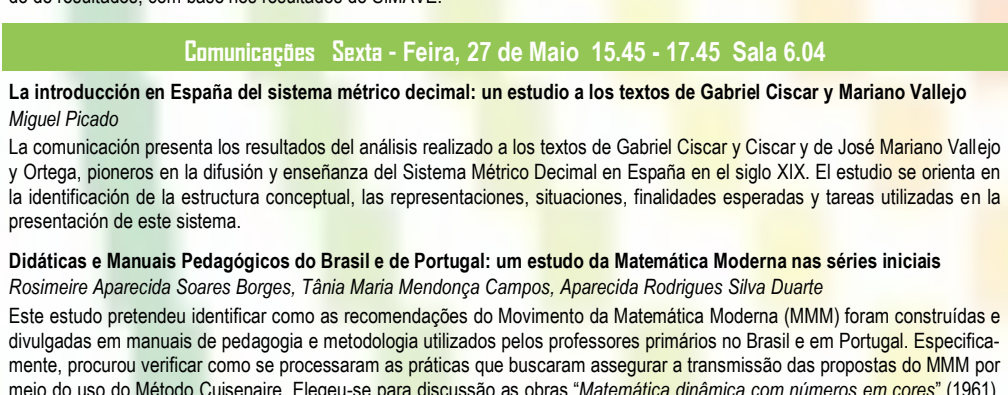 de de resultados, com base nos resultados do SIMAVE.
Comunicações Sexta - Feira, 27 de Maio 15.45 - 17.45 Sala 6.04
La introducción en España del sistema métrico decimal: un estudio a los textos de Gabriel Ciscar y Mariano Vallejo
Miguel Picado
La comunicación presenta los resultados del análisis realizado a los textos de Gabriel Ciscar y Ciscar y de José Mariano Vallejo
y Ortega, pioneros en la difusión y enseñanza del Sistema Métrico Decimal en España en el siglo XIX. El estudio se orienta en
la identificación de la estructura conceptual, las representaciones, situaciones, finalidades esperadas y tareas utilizadas en la
presentación de este sistema.
Didáticas e Manuais Pedagógicos do Brasil e de Portugal: um estudo da Matemática Moderna nas séries iniciais
Rosimeire Aparecida Soares Borges, Tânia Maria Mendonça Campos, Aparecida Rodrigues Silva Duarte
Este estudo pretendeu identificar como as recomendações do Movimento da Matemática Moderna (MMM) foram construídas e
divulgadas em manuais de pedagogia e metodologia utilizados pelos professores primários no Brasil e em Portugal. Especifica-
mente, procurou verificar como se processaram as práticas que buscaram assegurar a transmissão das propostas do MMM por
meio do uso do Método Cuisenaire. Elegeu-se para discussão as obras “Matemática dinâmica com números em cores” (1961),